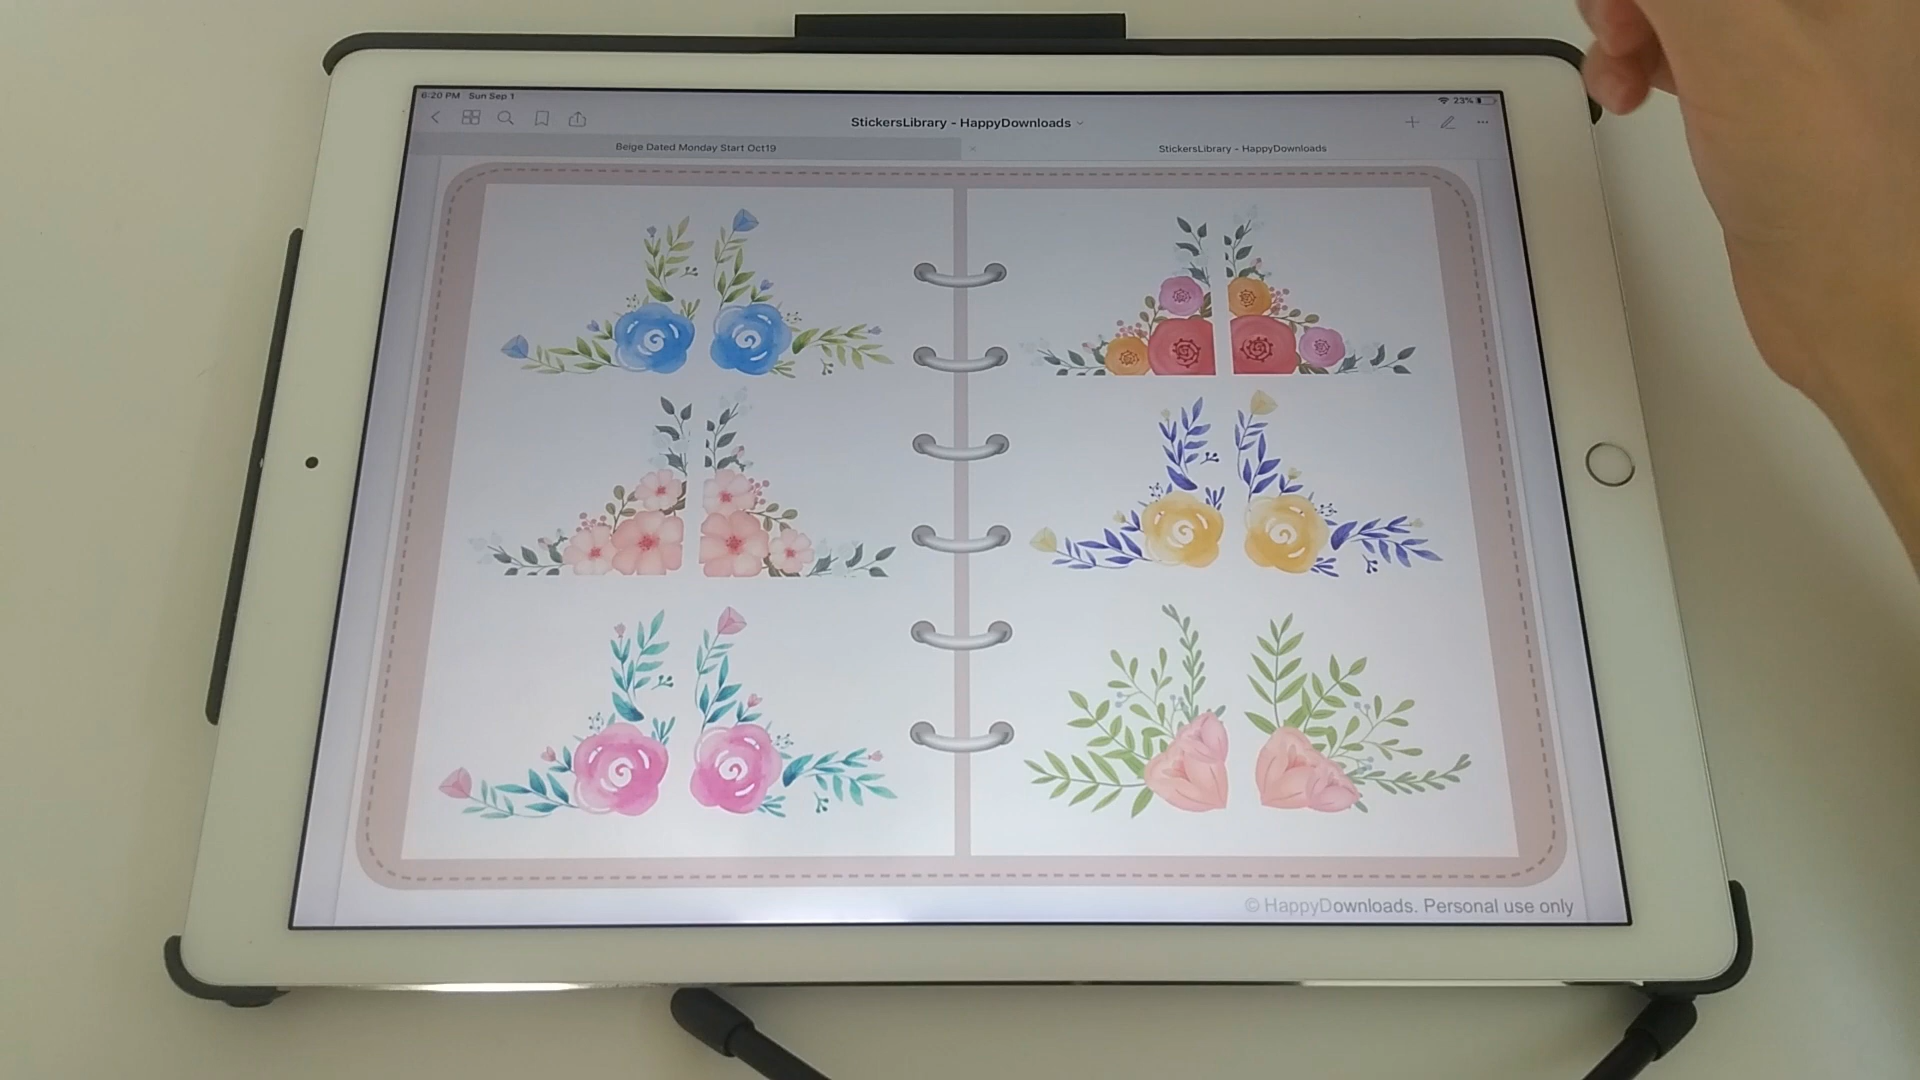 6:20 PM Sun Sep 1
23%
StickersLibrary - HappyDownloads
Beige Dated Monday Start Oct19
StickersLibrary - HappyDownloads
© HappyDownloads. Personal use only